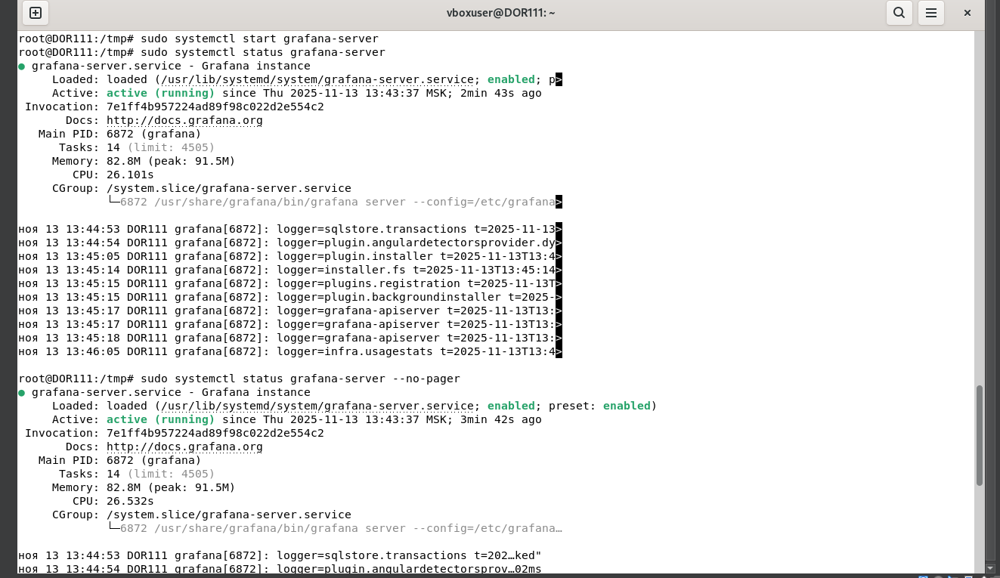 vboxuser@DOR111: ~
root@DOR111:/tmp# sudo systemctl start grafana-server
root@DOR111:/tmp# sudo systemctl status grafana-server
● grafana-server.service - Grafana instance
     Loaded: loaded (/usr/lib/systemd/system/grafana-server.service; enabled; p>
     Active: active (running) since Thu 2025-11-13 13:43:37 MSK; 2min 43s ago
 Invocation: 7e1ff4b957224ad89f98c022d2e554c2
       Docs: http://docs.grafana.org
   Main PID: 6872 (grafana)
      Tasks: 14 (limit: 4505)
     Memory: 82.8M (peak: 91.5M)
        CPU: 26.101s
     CGroup: /system.slice/grafana-server.service
             └─6872 /usr/share/grafana/bin/grafana server --config=/etc/grafana>
ноя 13 13:44:53 DOR111 grafana[6872]: logger=sqlstore.transactions t=2025-11-13>
ноя 13 13:44:54 DOR111 grafana[6872]: logger=plugin.angulardetectorsprovider.dy>
ноя 13 13:45:05 DOR111 grafana[6872]: logger=plugin.installer t=2025-11-13T13:4>
ноя 13 13:45:14 DOR111 grafana[6872]: logger=installer.fs t=2025-11-13T13:45:14>
ноя 13 13:45:15 DOR111 grafana[6872]: logger=plugins.registration t=2025-11-13T>
ноя 13 13:45:15 DOR111 grafana[6872]: logger=plugin.backgroundinstaller t=2025->
ноя 13 13:45:17 DOR111 grafana[6872]: logger=grafana-apiserver t=2025-11-13T13:>
ноя 13 13:45:17 DOR111 grafana[6872]: logger=grafana-apiserver t=2025-11-13T13:>
ноя 13 13:45:18 DOR111 grafana[6872]: logger=grafana-apiserver t=2025-11-13T13:>
ноя 13 13:46:05 DOR111 grafana[6872]: logger=infra.usagestats t=2025-11-13T13:4>
root@DOR111:/tmp# sudo systemctl status grafana-server --no-pager
● grafana-server.service - Grafana instance
     Loaded: loaded (/usr/lib/systemd/system/grafana-server.service; enabled; preset: enabled)
     Active: active (running) since Thu 2025-11-13 13:43:37 MSK; 3min 42s ago
 Invocation: 7e1ff4b957224ad89f98c022d2e554c2
       Docs: http://docs.grafana.org
   Main PID: 6872 (grafana)
      Tasks: 14 (limit: 4505)
     Memory: 82.8M (peak: 91.5M)
        CPU: 26.532s
     CGroup: /system.slice/grafana-server.service
             └─6872 /usr/share/grafana/bin/grafana server --config=/etc/grafana…
ноя 13 13:44:53 DOR111 grafana[6872]: logger=sqlstore.transactions t=202…ked"
ноя 13 13:44:54 DOR111 grafana[6872]: logger=plugin.angulardetectorsprov…02ms